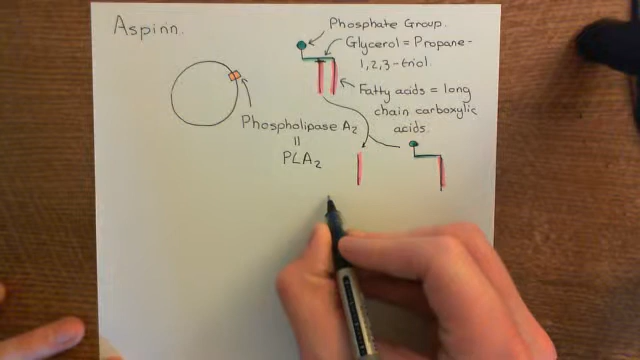 Aspirin.
Phosphate Group.
Glycerol = Propane-
1,2,3-triol.
Fatty acids = long
chain carboxylic
acids.
Phospholipase A2
=
PLA2